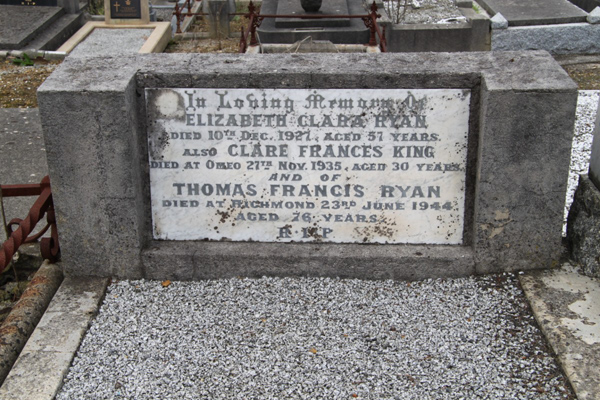 In Loving Memory of
ELIZABETH CLARA RYAN
DIED 10TH DEC. 1927, AGED 57 YEARS.
ALSO CLARE FRANCES KING
DIED AT OMEO 27TH NOV. 1935, AGED 30 YEARS.
AND OF
THOMAS FRANCIS RYAN
DIED AT RICHMOND 23RD JUNE 1944
AGED 76 YEARS.
R.I.P